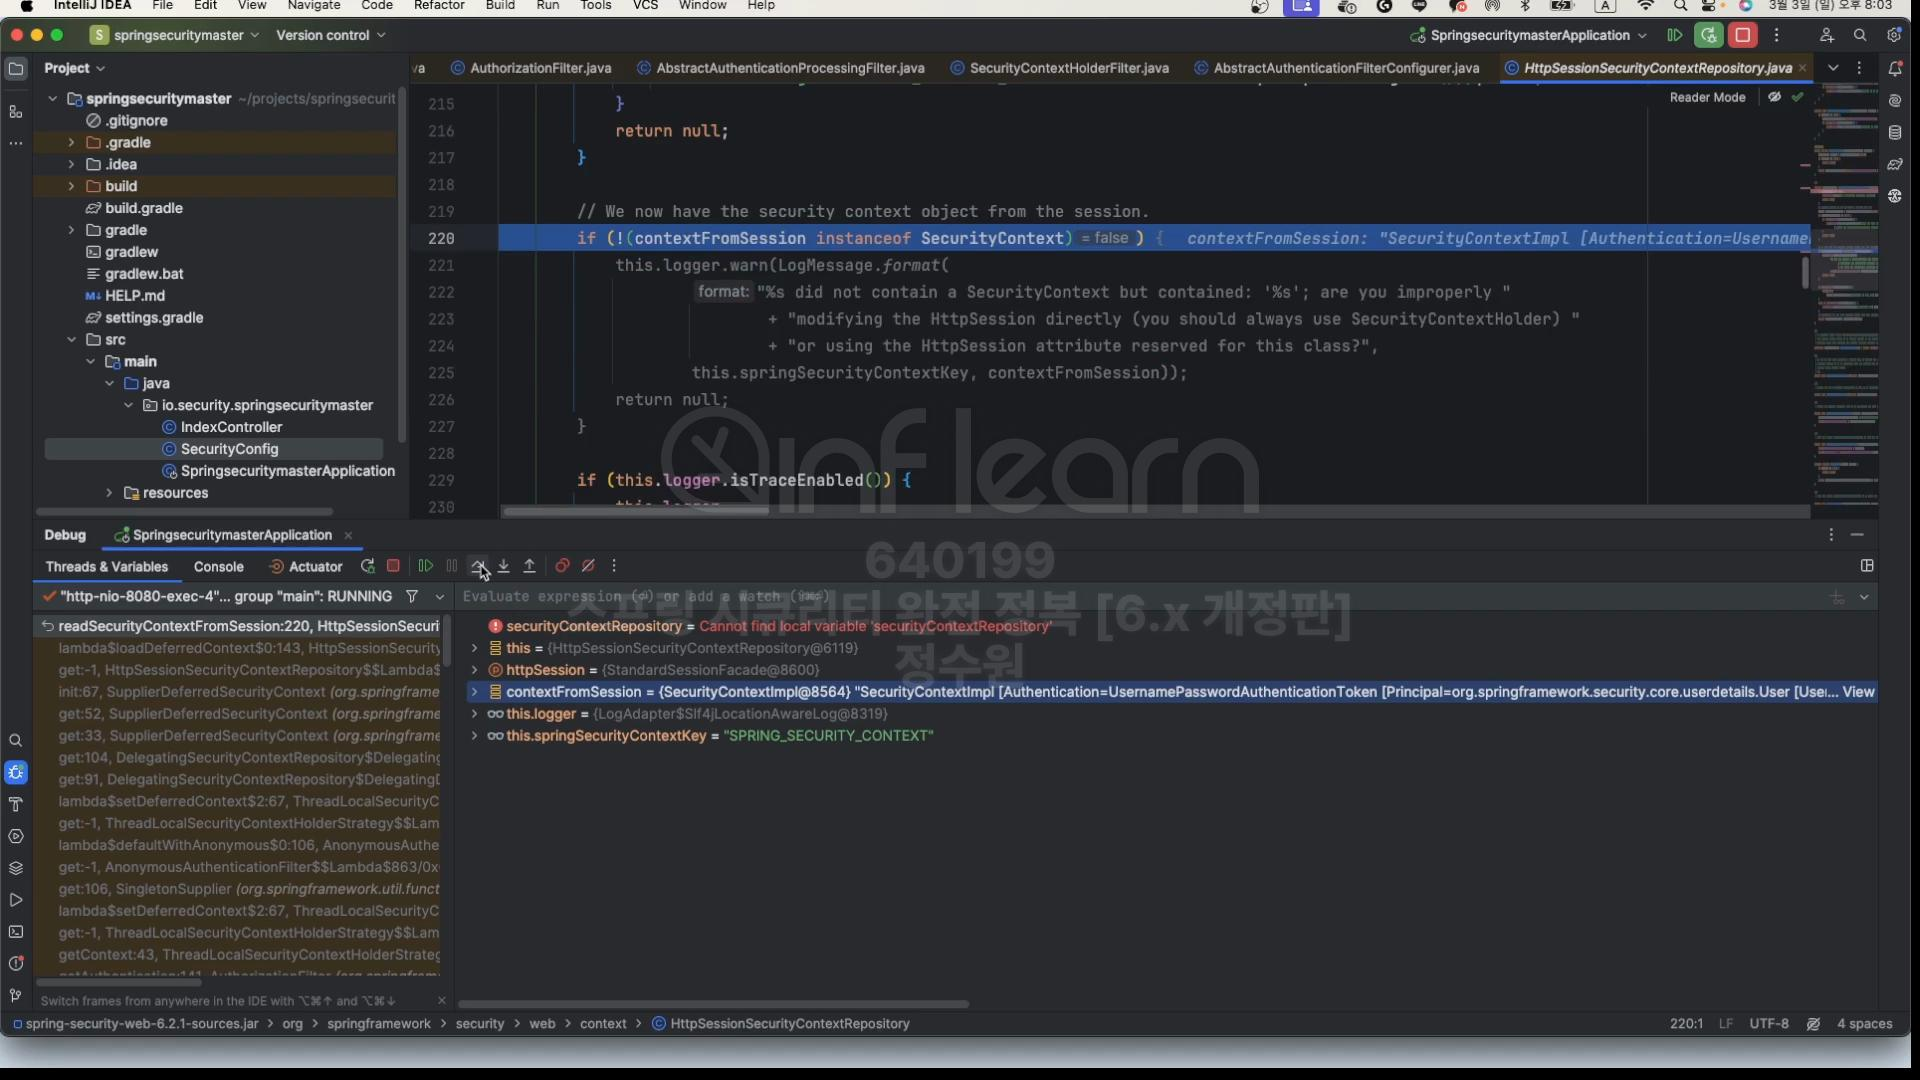 IntelliJ IDEA File Edit View Navigate Code Refactor Build Run Tools VCS Window Help 3월 3일 (일) 오후 8:03
S springsecuritymaster Version control SpringsecuritymasterApplication
Project
va AuthorizationFilter.java AbstractAuthenticationProcessingFilter.java SecurityContextHolderFilter.java AbstractAuthenticationFilterConfigurer.java HttpSessionSecurityContextRepository.java
Reader Mode
springsecuritymaster ~/projects/springsecurit
.gitignore
.gradle
.idea
build
build.gradle
gradle
gradlew
gradlew.bat
HELP.md
settings.gradle
src
main
java
io.security.springsecuritymaster
IndexController
SecurityConfig
SpringsecuritymasterApplication
resources
215 }
216 return null;
217 }
218
219 // We now have the security context object from the session.
220 if (!(contextFromSession instanceof SecurityContext) = false ) { contextFromSession: "SecurityContextImpl [Authentication=Username
221 this.logger.warn(LogMessage.format(
222 format: "%s did not contain a SecurityContext but contained: '%s'; are you improperly "
223 + "modifying the HttpSession directly (you should always use SecurityContextHolder) "
224 + "or using the HttpSession attribute reserved for this class?",
225 this.springSecurityContextKey, contextFromSession));
226 return null;
227 }
228
229 if (this.logger.isTraceEnabled()) {
230
inflearn
640199
스프링 시큐리티 완전 정복 [6.x 개정판]
정수원
Debug SpringsecuritymasterApplication
Threads & Variables Console Actuator
"http-nio-8080-exec-4"... group "main": RUNNING
Evaluate expression (⏎) or add a watch (⇧⌘⏎)
readSecurityContextFromSession:220, HttpSessionSecuri
lambda$loadDeferredContext$0:143, HttpSessionSecurity
get:-1, HttpSessionSecurityContextRepository$$Lambda$
init:67, SupplierDeferredSecurityContext (org.springframe
get:52, SupplierDeferredSecurityContext (org.springframe
get:33, SupplierDeferredSecurityContext (org.springframe
get:104, DelegatingSecurityContextRepository$Delegating
get:91, DelegatingSecurityContextRepository$DelegatingD
lambda$setDeferredContext$2:67, ThreadLocalSecurityC
get:-1, ThreadLocalSecurityContextHolderStrategy$$Lam
lambda$defaultWithAnonymous$0:106, AnonymousAuthe
get:-1, AnonymousAuthenticationFilter$$Lambda$863/0x
get:106, SingletonSupplier (org.springframework.util.funct
lambda$setDeferredContext$2:67, ThreadLocalSecurityC
get:-1, ThreadLocalSecurityContextHolderStrategy$$Lam
getContext:43, ThreadLocalSecurityContextHolderStrateg
getAuthentication:141, AuthorizationFilter (org.springfram
Switch frames from anywhere in the IDE with ⌥⌘↑ and ⌥⌘↓
securityContextRepository = Cannot find local variable 'securityContextRepository'
this = {HttpSessionSecurityContextRepository@6119}
httpSession = {StandardSessionFacade@8600}
contextFromSession = {SecurityContextImpl@8564} "SecurityContextImpl [Authentication=UsernamePasswordAuthenticationToken [Principal=org.springframework.security.core.userdetails.User [Use... View
this.logger = {LogAdapter$Slf4jLocationAwareLog@8319}
this.springSecurityContextKey = "SPRING_SECURITY_CONTEXT"
spring-security-web-6.2.1-sources.jar > org > springframework > security > web > context > HttpSessionSecurityContextRepository
220:1 LF UTF-8 4 spaces